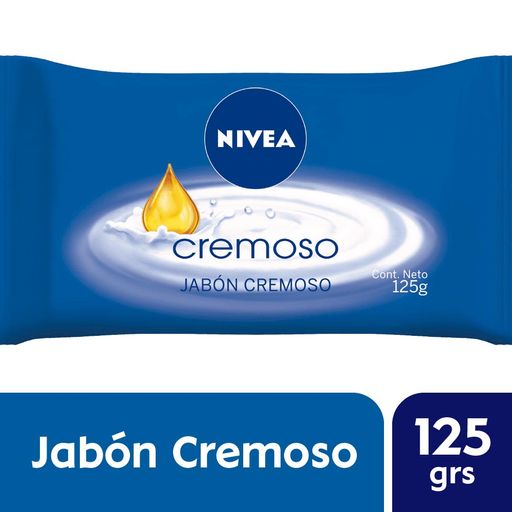 NIVEA
cremoso
JABÓN CREMOSO
Cont. Neto
125g
Jabón Cremoso
125
grs